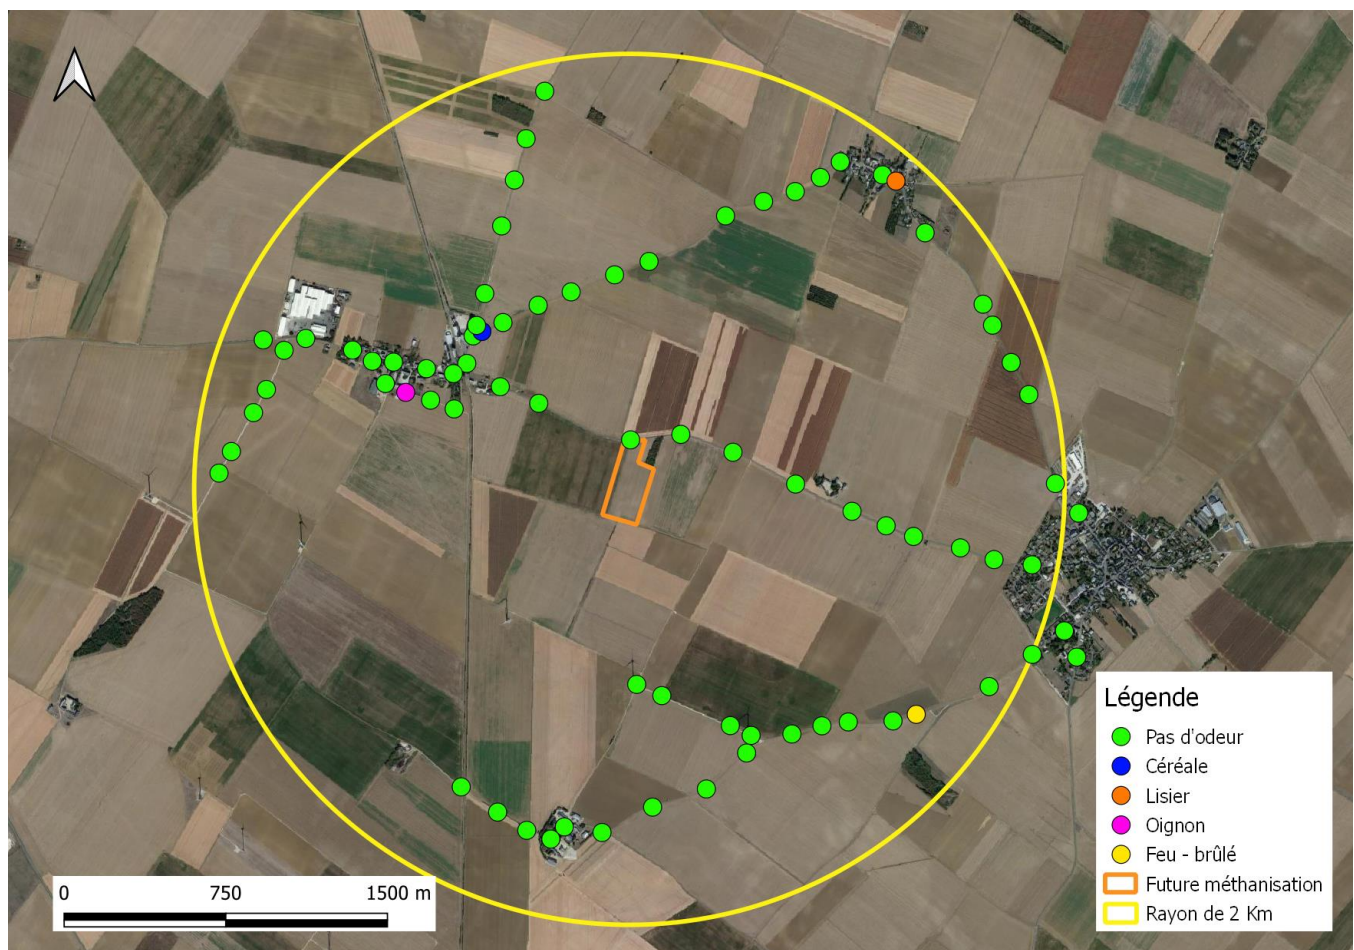 Légende
Pas d'odeur
Céréale
Lisier
Oignon
Feu - brûlé
Future méthanisation
Rayon de 2 Km
0 750 1500 m